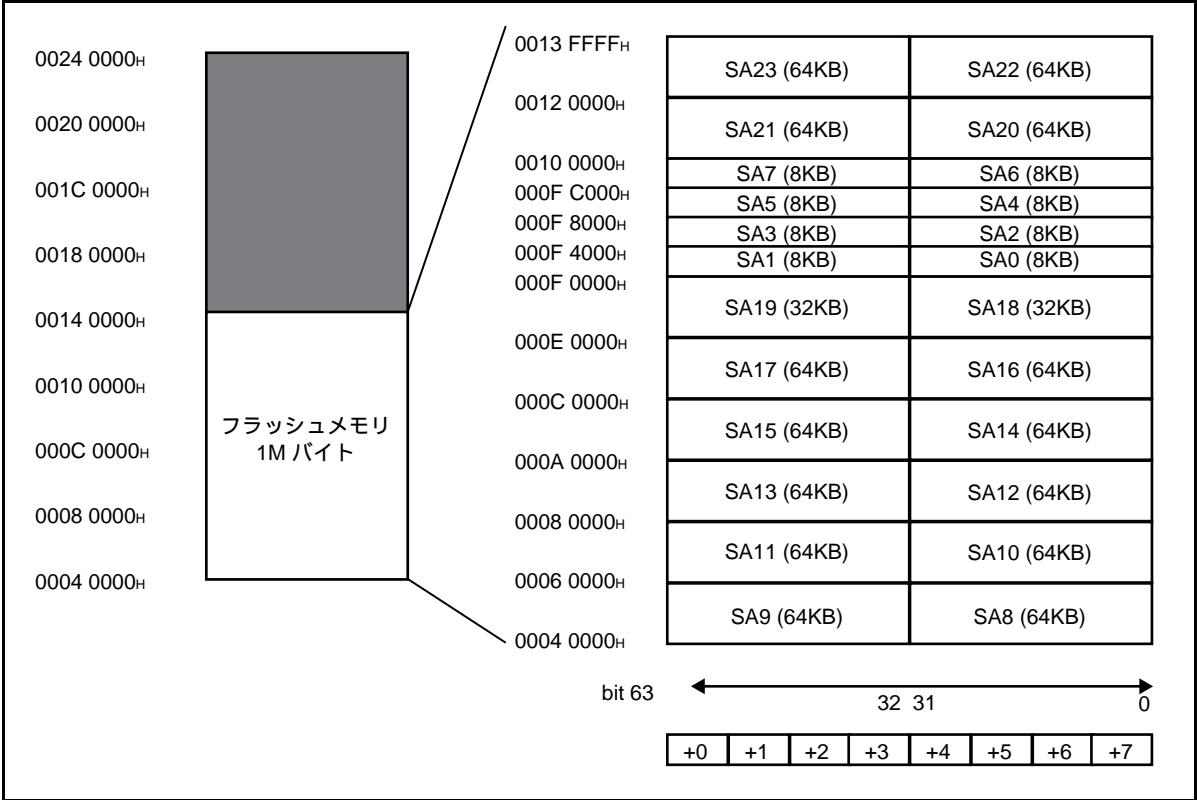 0024 0000H
0020 0000H
001C 0000H
0018 0000H
0014 0000H
0010 0000H
000C 0000H
0008 0000H
0004 0000H
フラッシュメモリ
1M バイト
0013 FFFFH
0012 0000H
0010 0000H
000F C000H
000F 8000H
000F 4000H
000F 0000H
000E 0000H
000C 0000H
000A 0000H
0008 0000H
0006 0000H
0004 0000H
SA23 (64KB) SA22 (64KB)
SA21 (64KB) SA20 (64KB)
SA7 (8KB) SA6 (8KB)
SA5 (8KB) SA4 (8KB)
SA3 (8KB) SA2 (8KB)
SA1 (8KB) SA0 (8KB)
SA19 (32KB) SA18 (32KB)
SA17 (64KB) SA16 (64KB)
SA15 (64KB) SA14 (64KB)
SA13 (64KB) SA12 (64KB)
SA11 (64KB) SA10 (64KB)
SA9 (64KB) SA8 (64KB)
bit 63 32 31 0
+0 +1 +2 +3 +4 +5 +6 +7